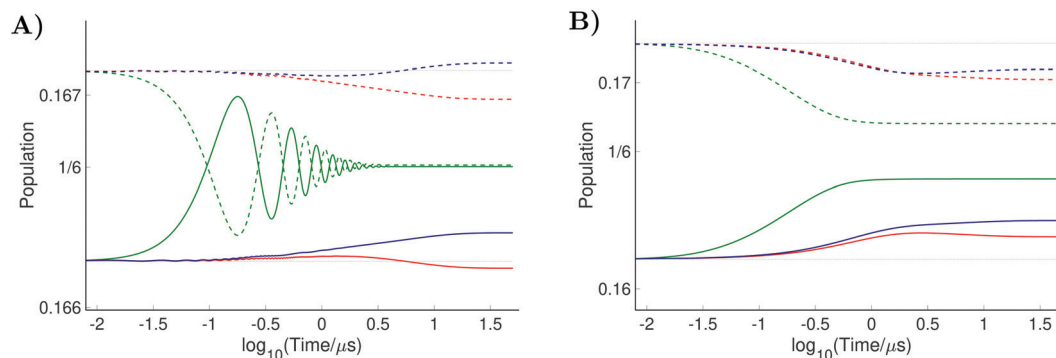 A)
Population
0.167
1/6
0.166
-2 -1.5 -1 -0.5 0 0.5 1 1.5
log10(Time/μs)
B)
Population
0.17
1/6
0.16
-2 -1.5 -1 -0.5 0 0.5 1 1.5
log10(Time/μs)